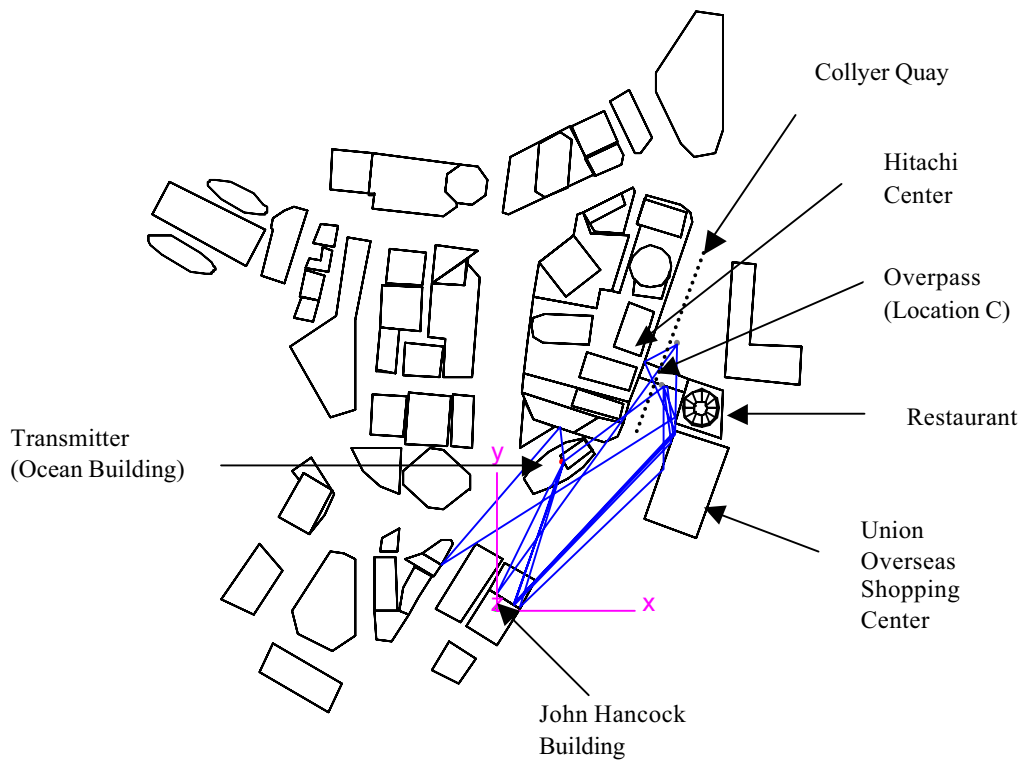 Collyer Quay
Hitachi
Center
Overpass
(Location C)
Restaurant
Transmitter
(Ocean Building)
y
z
x
Union
Overseas
Shopping
Center
John Hancock
Building